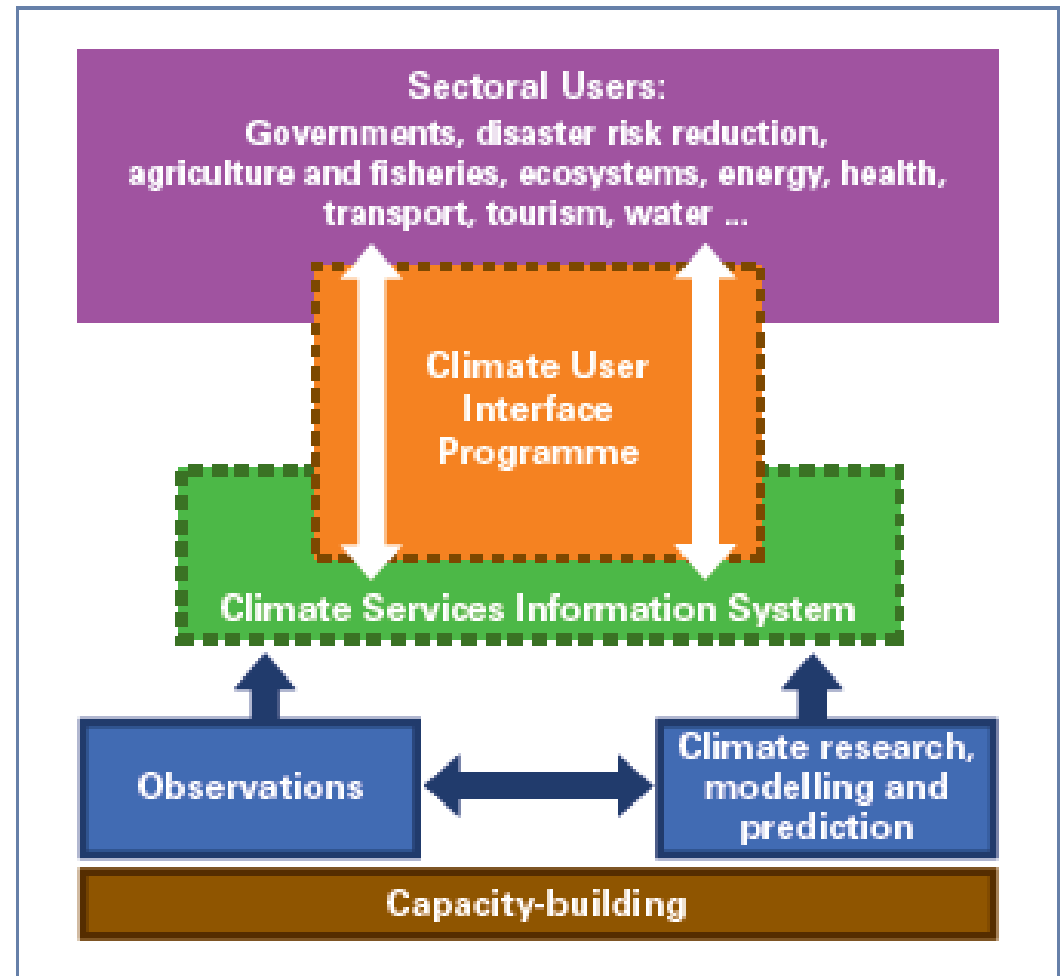 Sectoral Users:
Governments, disaster risk reduction,
agriculture and fisheries, ecosystems, energy, health,
transport, tourism, water ...
Climate User
Interface
Programme
Climate Services Information System
Observations
Climate research,
modelling and
prediction
Capacity-building